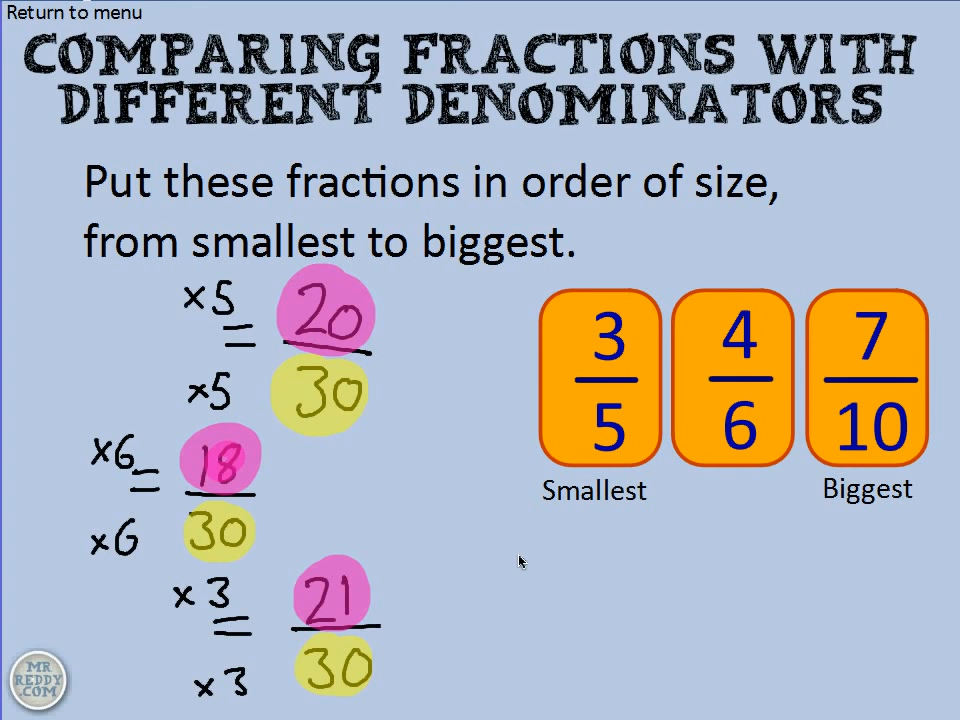 Return to menu
COMPARING FRACTIONS WITH
DIFFERENT DENOMINATORS
Put these fractions in order of size,
from smallest to biggest.
×5 = 20
×5 30
×6 = 18
×6 30
×3 = 21
×3 30
3 4 7
5 6 10
Smallest Biggest
MR
REDDY
.COM